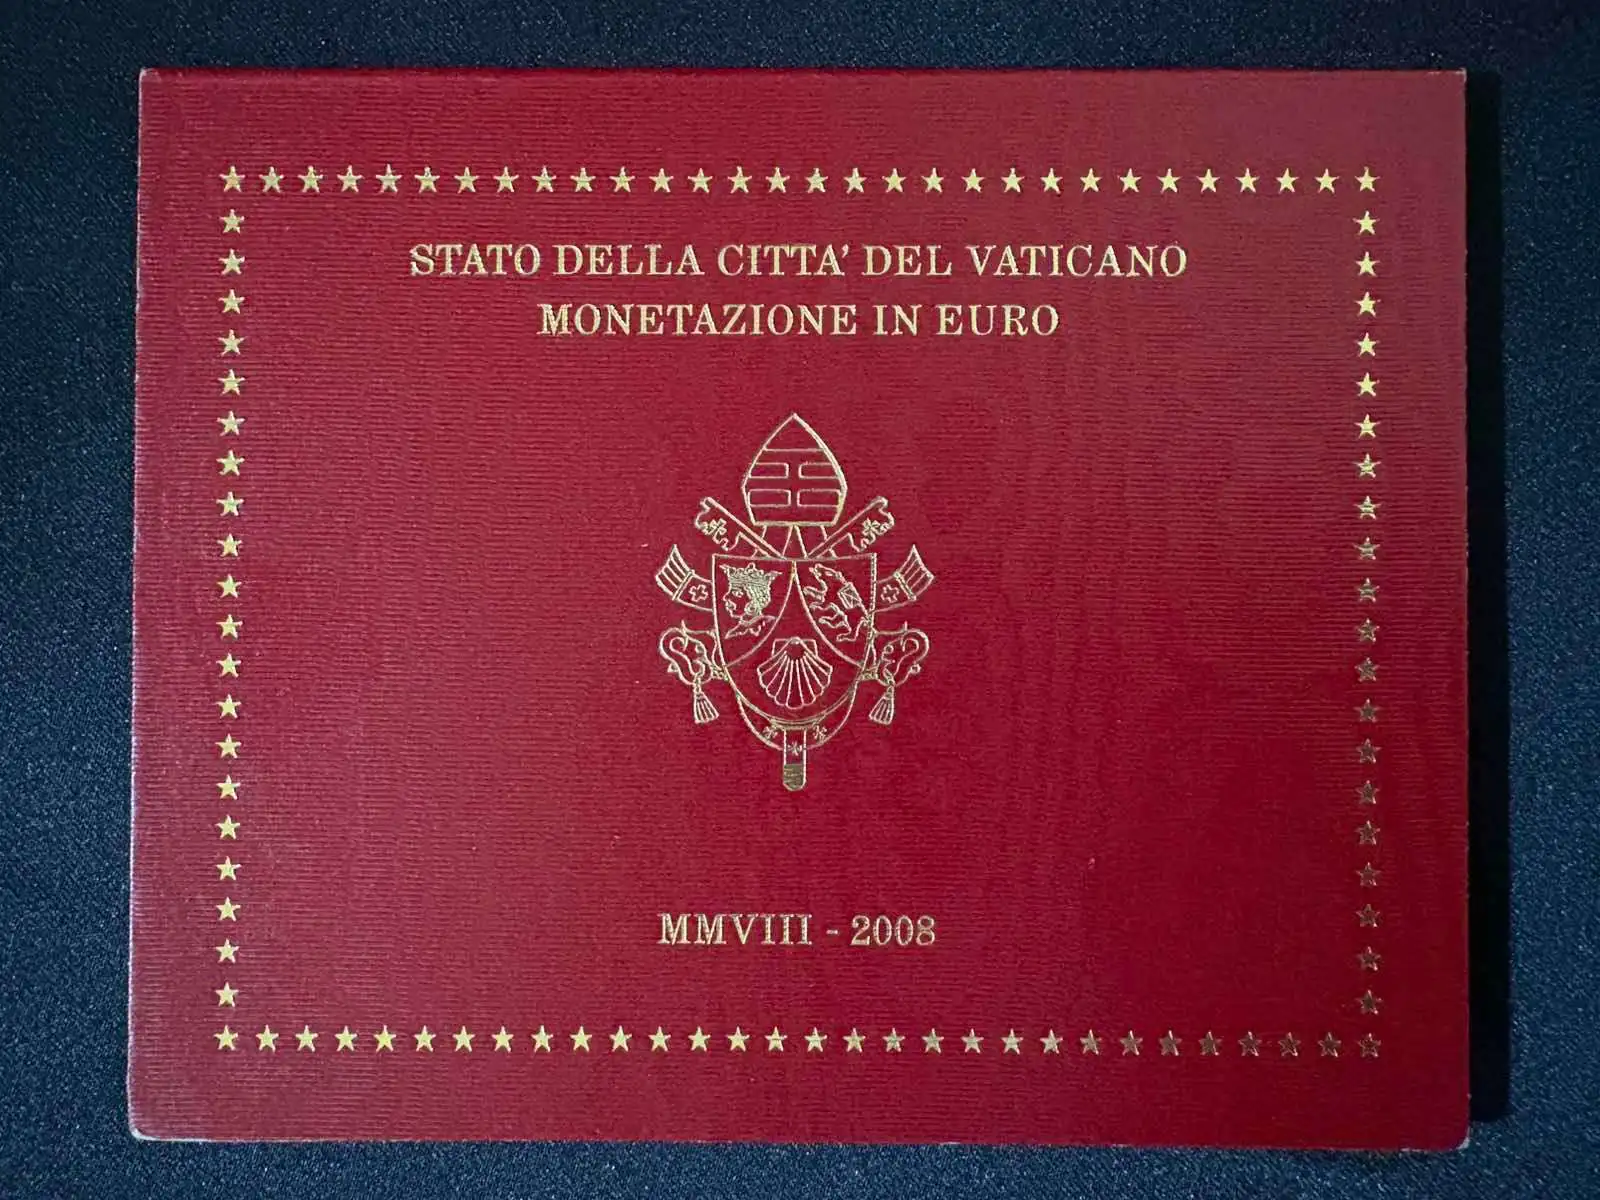 STATO DELLA CITTA' DEL VATICANO
MONETAZIONE IN EURO
MMVIII - 2008